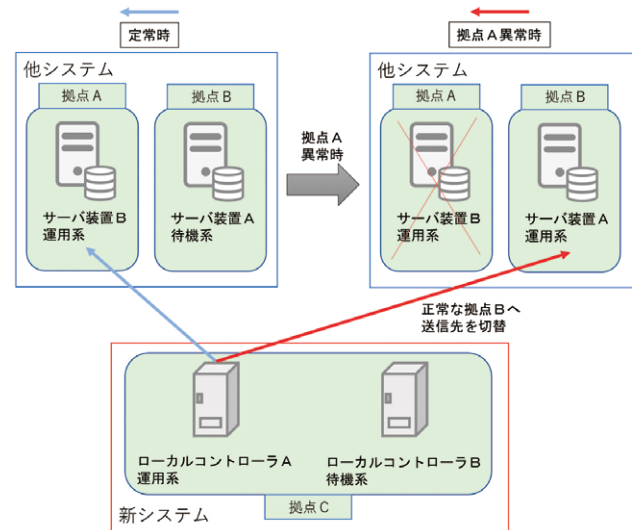 定常時
拠点A異常時
他システム
拠点A
拠点B
サーバ装置B
運用系
サーバ装置A
待機系
拠点A
異常時
他システム
拠点A
拠点B
サーバ装置B
運用系
サーバ装置A
運用系
正常な拠点Bへ
送信先を切替
ローカルコントローラA
運用系
ローカルコントローラB
待機系
拠点C
新システム